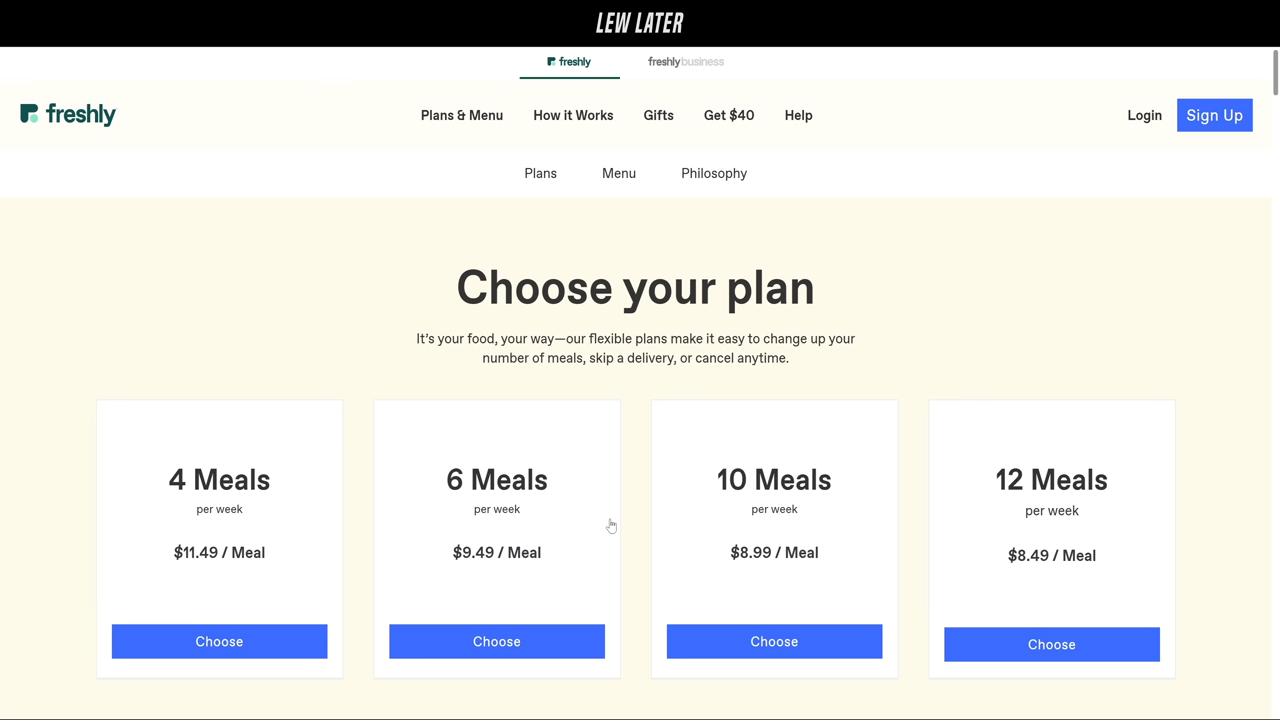 LEW LATER
freshly
freshlybusiness
freshly
Plans & Menu
How it Works
Gifts
Get $40
Help
Login
Sign Up
Plans
Menu
Philosophy
Choose your plan
It's your food, your way—our flexible plans make it easy to change up your
number of meals, skip a delivery, or cancel anytime.
4 Meals
per week
$11.49 / Meal
Choose
6 Meals
per week
$9.49 / Meal
Choose
10 Meals
per week
$8.99 / Meal
Choose
12 Meals
per week
$8.49 / Meal
Choose